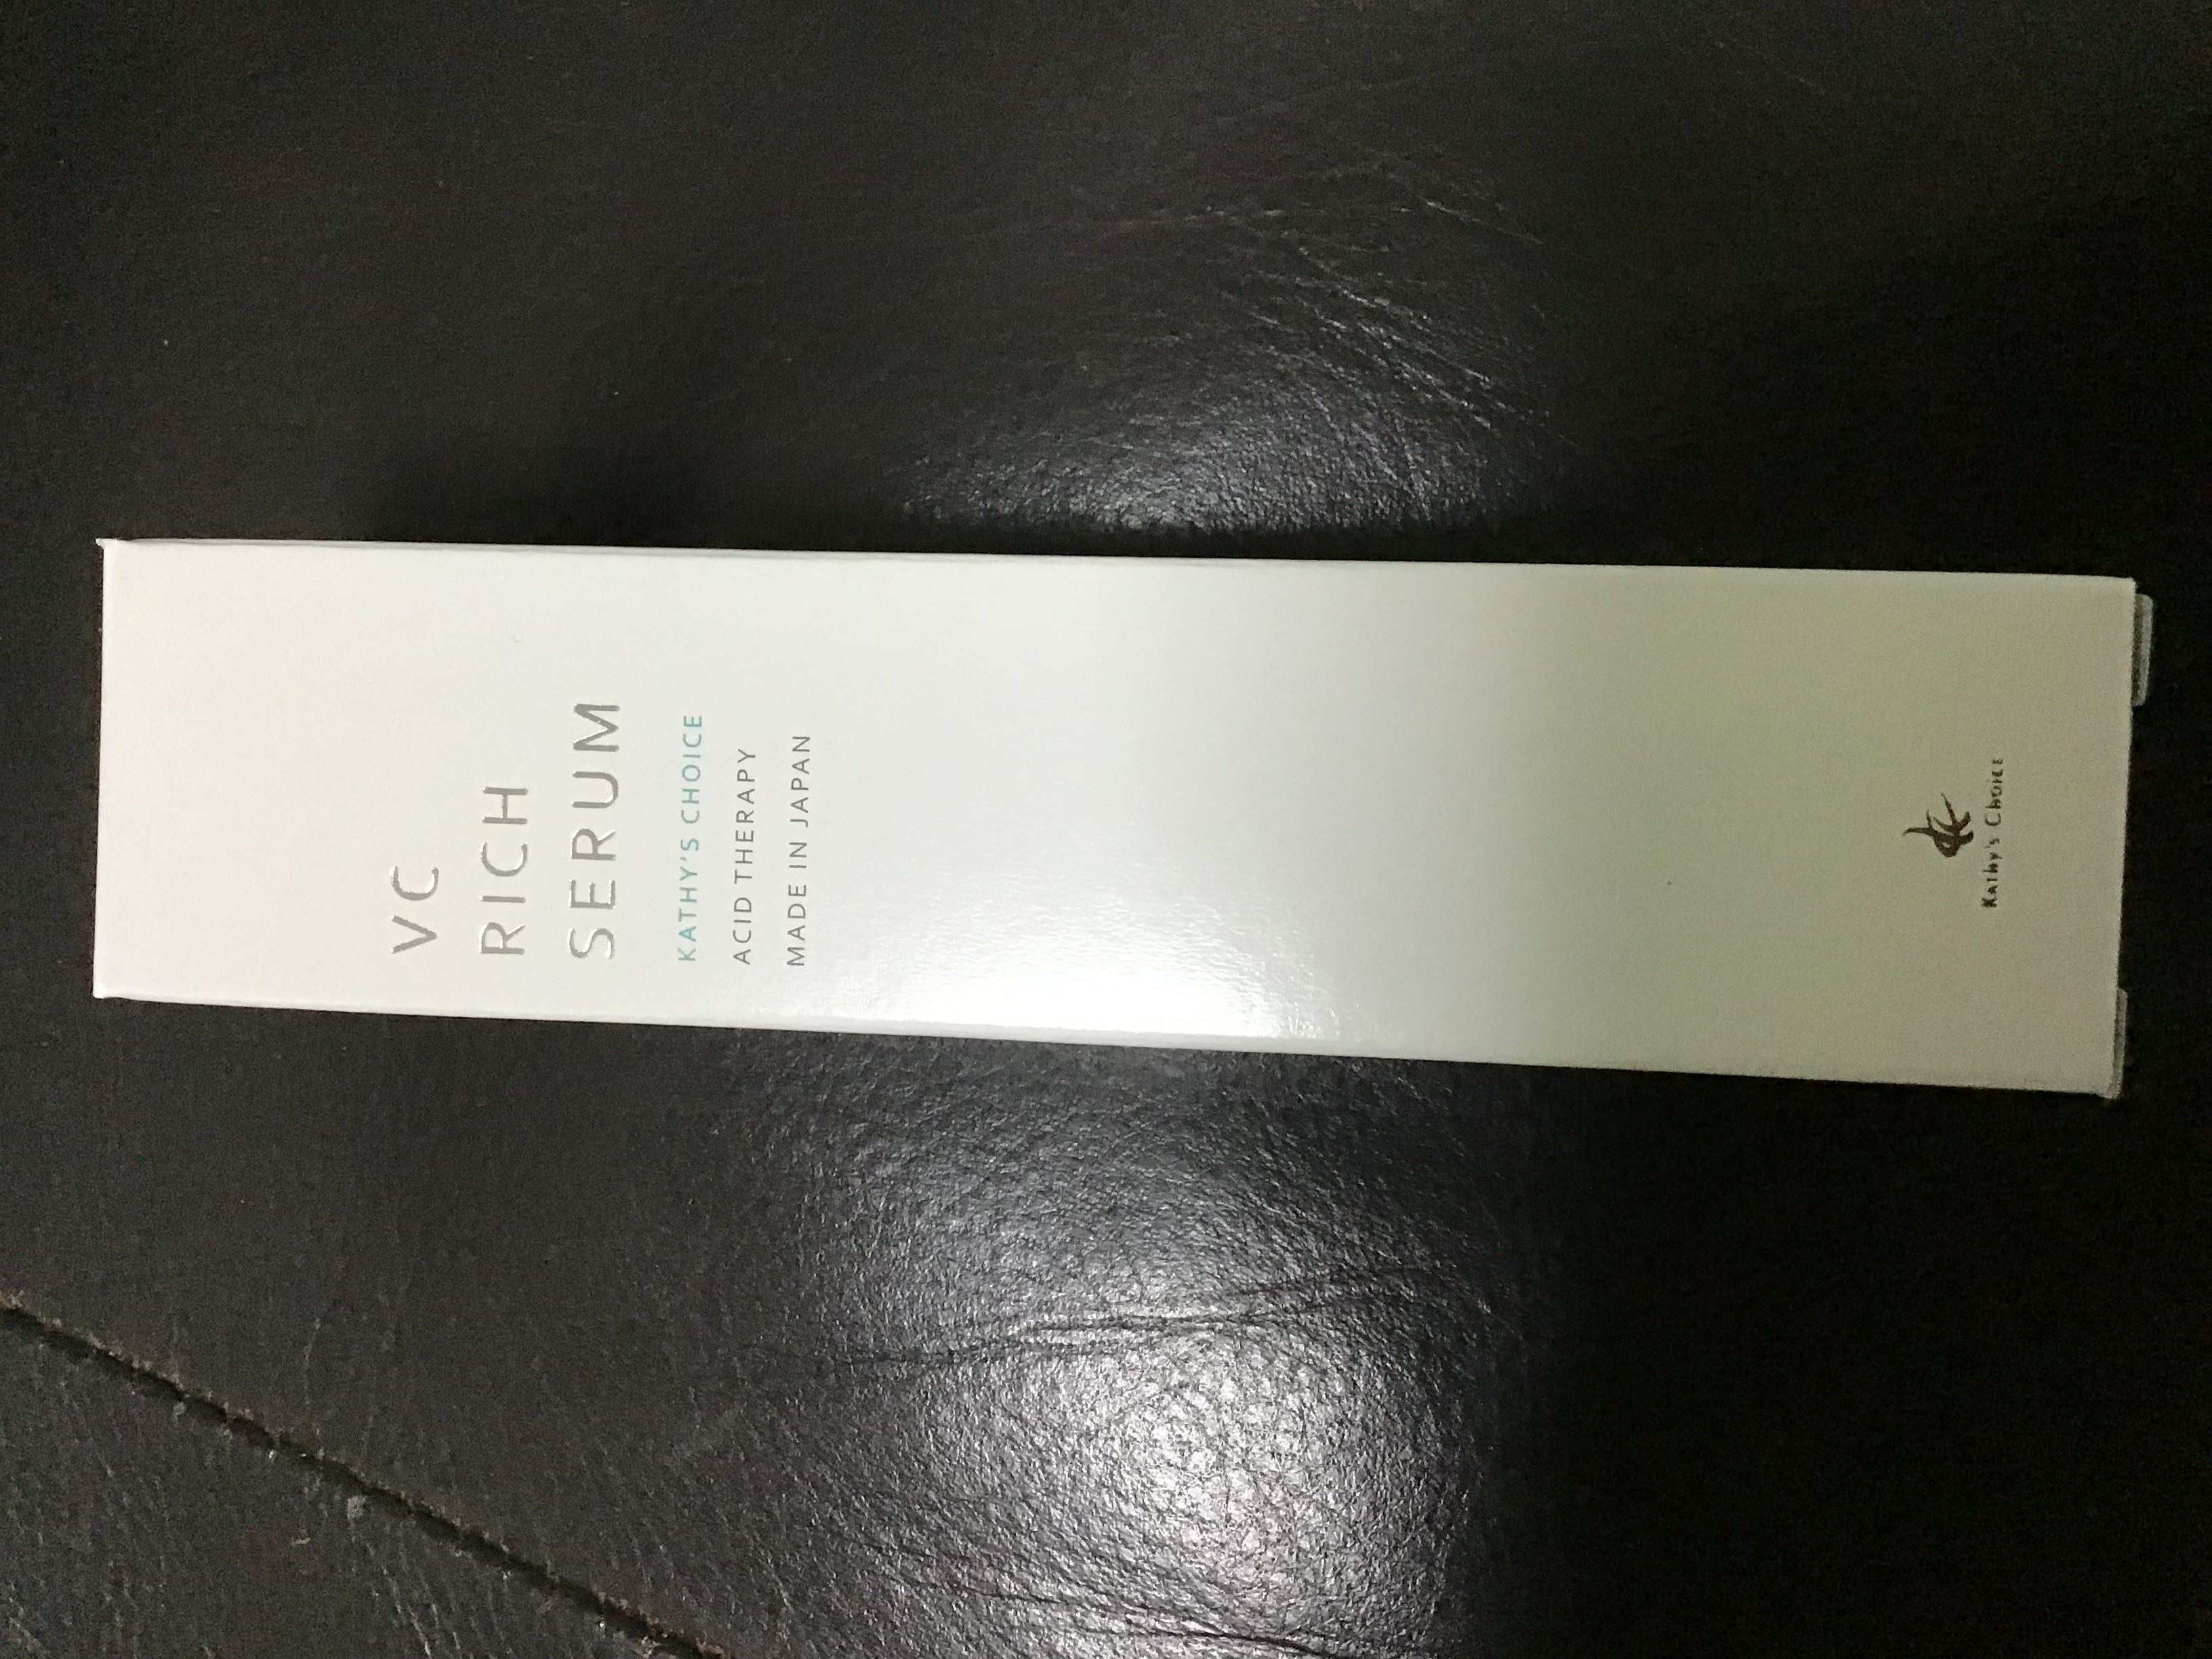 VC
RICH
SERUM
KATHY'S CHOICE
ACID THERAPY
MADE IN JAPAN
Kathy's Choice